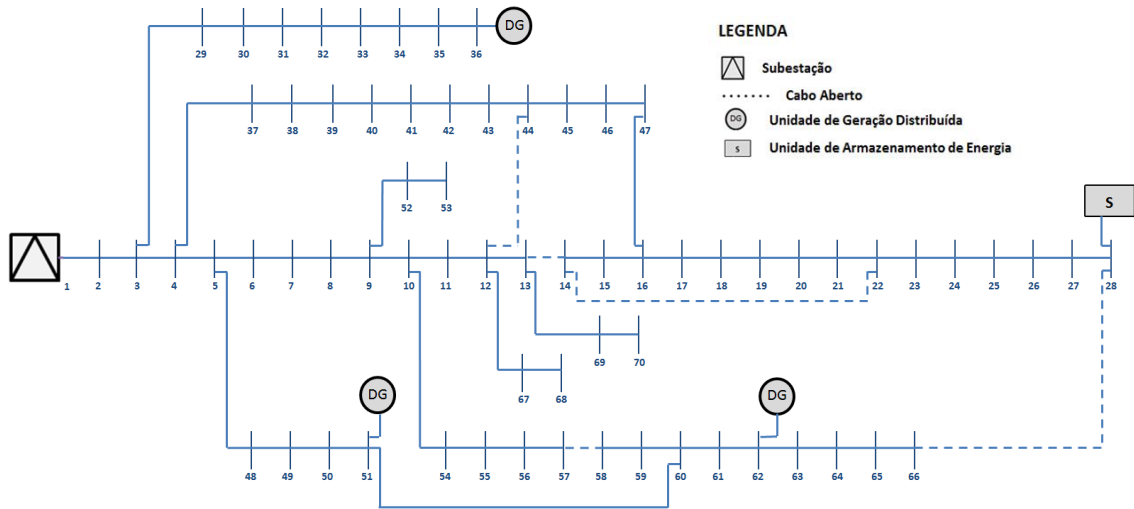 DG
29 30 31 32 33 34 35 36
LEGENDA
Subestação
Cabo Aberto
DG Unidade de Geração Distribuída
S Unidade de Armazenamento de Energia
37 38 39 40 41 42 43 44 45 46 47
52 53
S
1 2 3 4 5 6 7 8 9 10 11 12 13 14 15 16 17 18 19 20 21 22 23 24 25 26 27 28
69 70
67 68
DG
DG
48 49 50 51 54 55 56 57 58 59 60 61 62 63 64 65 66